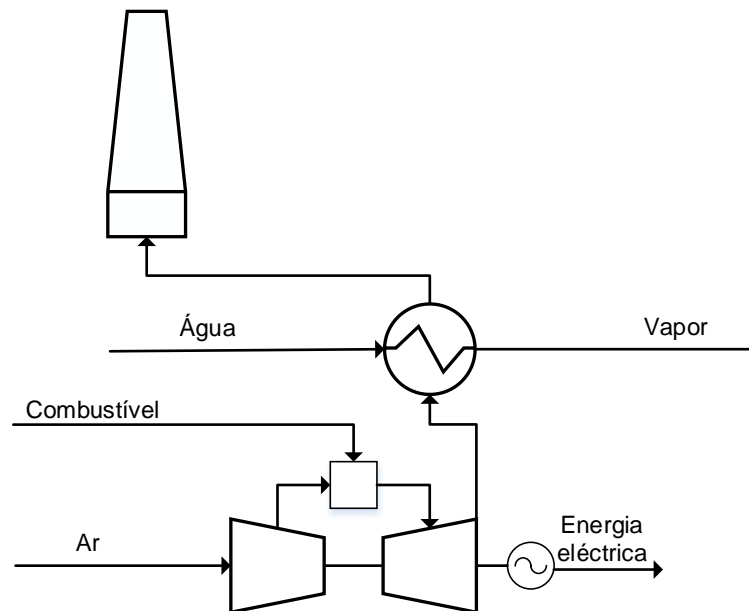 Água
Vapor
Combustível
Ar
Energia
eléctrica